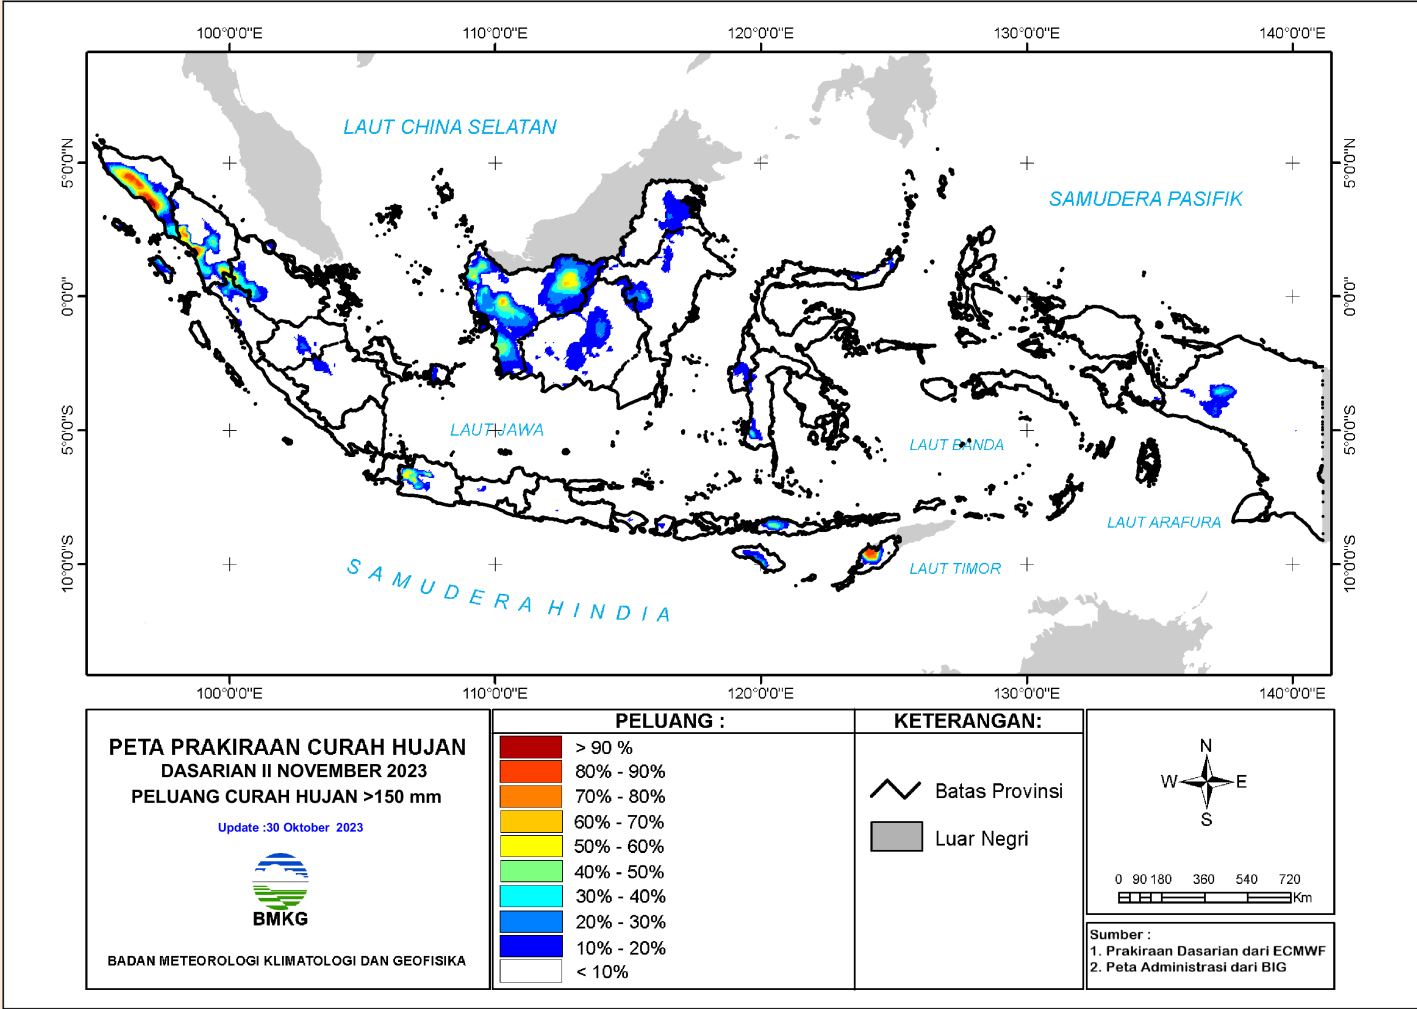 100°0'0"E 110°0'0"E 120°0'0"E 130°0'0"E 140°0'0"E
5°0'0"N 5°0'0"N
0°0'0" 0°0'0"
5°0'0"S 5°0'0"S
10°0'0"S 10°0'0"S
LAUT CHINA SELATAN
SAMUDERA PASIFIK
LAUT JAWA
LAUT BANDA
LAUT ARAFURA
LAUT TIMOR
SAMUDERA HINDIA
100°0'0"E 110°0'0"E 120°0'0"E 130°0'0"E 140°0'0"E
PETA PRAKIRAAN CURAH HUJAN
DASARIAN II NOVEMBER 2023
PELUANG CURAH HUJAN >150 mm
Update :30 Oktober 2023
BMKG
BADAN METEOROLOGI KLIMATOLOGI DAN GEOFISIKA
PELUANG :
> 90 %
80% - 90%
70% - 80%
60% - 70%
50% - 60%
40% - 50%
30% - 40%
20% - 30%
10% - 20%
< 10%
KETERANGAN:
Batas Provinsi
Luar Negri
N
W E
S
0 90 180 360 540 720
Km
Sumber :
1. Prakiraan Dasarian dari ECMWF
2. Peta Administrasi dari BIG